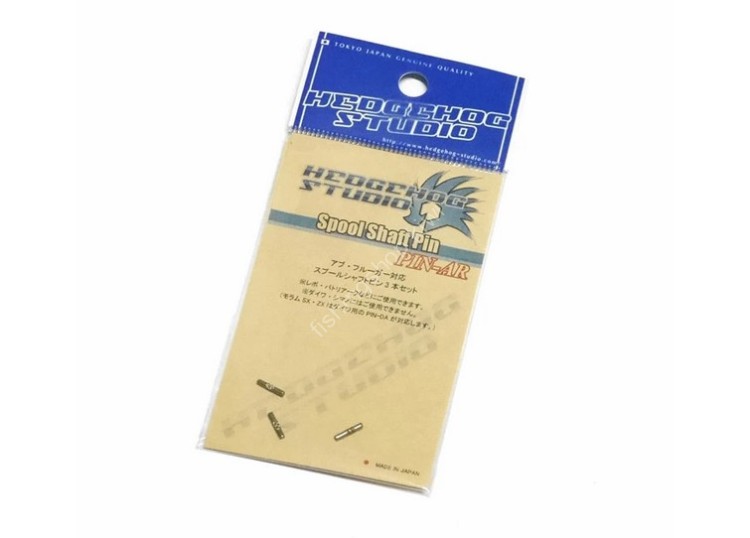 TOKYO JAPAN GENUINE QUALITY
HEDGEHOG
STUDIO
http://www.hedgehog-studio.com
HEDGEHOG
STUDIO
Spool Shaft Pin
PIN-AR
アブ・フルーガー対応
スプールシャフトピン3本セット
※レボ・パトリアークなどにご使用できます。
※ダイワ・シマノにはご使用できません。
(モラム SX・ZX はダイワ用の PIN-DA が対応します。)
HEDGEHOG
STUDIO
MADE IN JAPAN